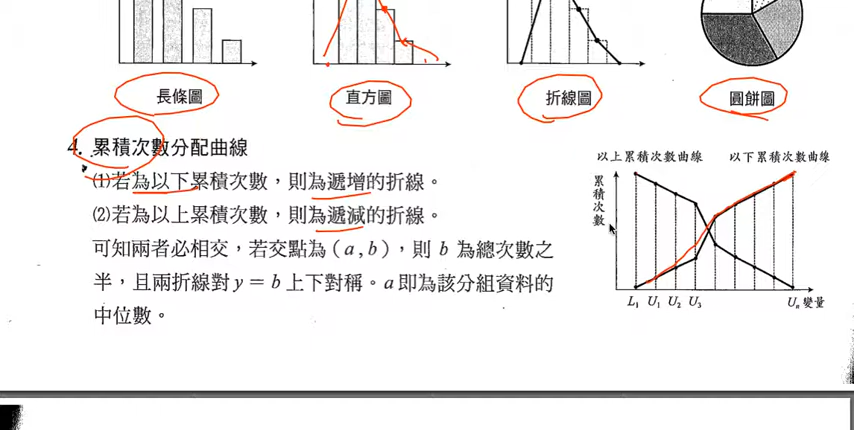 長條圖
直方圖
折線圖
圓餅圖
4. 累積次數分配曲線
⑴若為以下累積次數，則為遞增的折線。
⑵若為以上累積次數，則為遞減的折線。
可知兩者必相交，若交點為(a,b)，則 b 為總次數之
半，且兩折線對 y = b 上下對稱。a 即為該分組資料的
中位數。
以上累積次數曲線 以下累積次數曲線
累積次數
L₁ U₁ U₂ U₃ Uₙ 變量